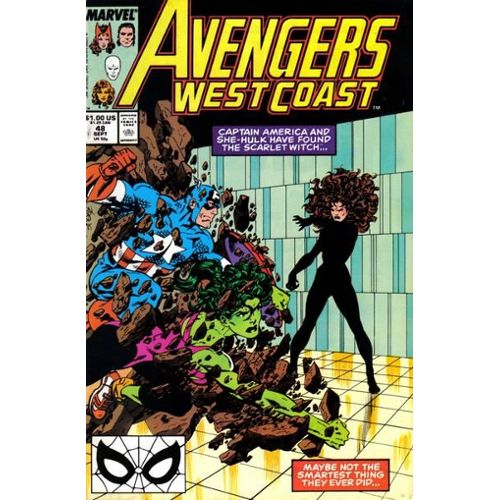 MARVEL
AVENGERS
WEST COAST
TM
$1.00 US
48
SEPT
CAPTAIN AMERICA AND
SHE-HULK HAVE FOUND
THE SCARLET WITCH...
MAYBE NOT THE
SMARTEST THING
THEY EVER DID...